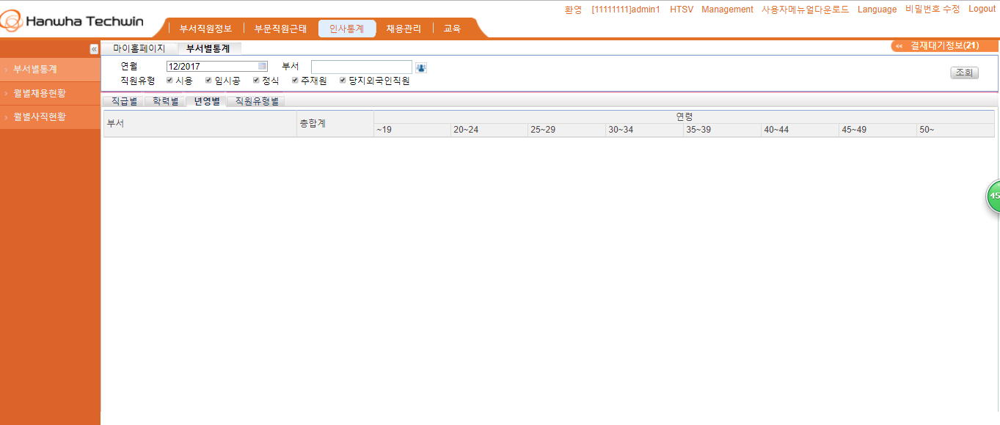 환영 [11111111]admin1 HTSV Management 사용자메뉴얼다운로드 Language 비밀번호 수정 Logout
Hanwha Techwin
부서직원정보 부문직원근태 인사통계 채용관리 교육
« 마이홈페이지 부서별통계 «« 결재대기정보(21)
부서별통계
월별채용현황
월별사직현황
연월 12/2017 부서
조회
직원유형 시용 임시공 정식 주재원 당지외국인직원
직급별 학력별 년영별 직원유형별
부서 총합계 연령
~19 20~24 25~29 30~34 35~39 40~44 45~49 50~
45